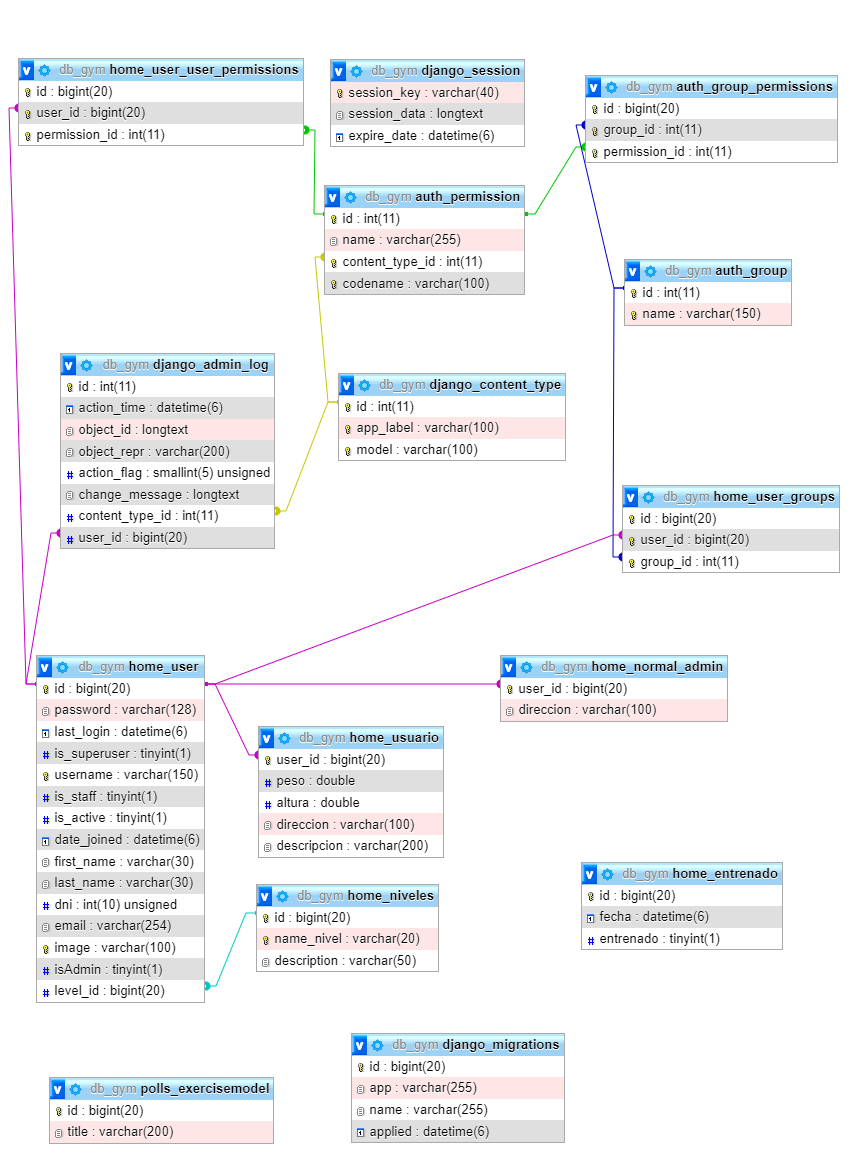 v db_gym home_user_user_permissions
id : bigint(20)
user_id : bigint(20)
permission_id : int(11)
v db_gym django_session
session_key : varchar(40)
session_data : longtext
expire_date : datetime(6)
v db_gym auth_group_permissions
id : bigint(20)
group_id : int(11)
permission_id : int(11)
v db_gym auth_permission
id : int(11)
name : varchar(255)
content_type_id : int(11)
codename : varchar(100)
v db_gym auth_group
id : int(11)
name : varchar(150)
v db_gym django_admin_log
id : int(11)
action_time : datetime(6)
object_id : longtext
object_repr : varchar(200)
# action_flag : smallint(5) unsigned
change_message : longtext
# content_type_id : int(11)
# user_id : bigint(20)
v db_gym django_content_type
id : int(11)
app_label : varchar(100)
model : varchar(100)
v db_gym home_user_groups
id : bigint(20)
user_id : bigint(20)
group_id : int(11)
v db_gym home_user
id : bigint(20)
password : varchar(128)
last_login : datetime(6)
# is_superuser : tinyint(1)
username : varchar(150)
# is_staff : tinyint(1)
# is_active : tinyint(1)
date_joined : datetime(6)
first_name : varchar(30)
last_name : varchar(30)
# dni : int(10) unsigned
email : varchar(254)
image : varchar(100)
# isAdmin : tinyint(1)
# level_id : bigint(20)
v db_gym home_normal_admin
user_id : bigint(20)
direccion : varchar(100)
v db_gym home_usuario
user_id : bigint(20)
# peso : double
# altura : double
direccion : varchar(100)
descripcion : varchar(200)
v db_gym home_entrenado
id : bigint(20)
fecha : datetime(6)
# entrenado : tinyint(1)
v db_gym home_niveles
id : bigint(20)
name_nivel : varchar(20)
description : varchar(50)
v db_gym django_migrations
id : bigint(20)
app : varchar(255)
name : varchar(255)
applied : datetime(6)
v db_gym polls_exercisemodel
id : bigint(20)
title : varchar(200)